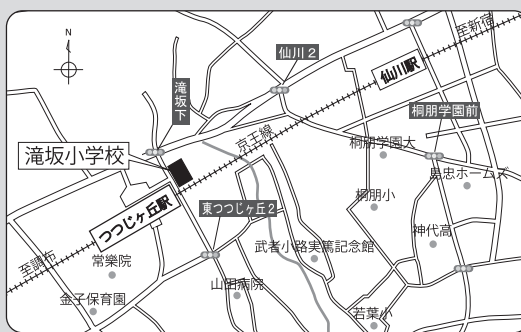 N
至新宿
仙川2
仙川駅
滝坂下
桐朋学園前
京王線
桐朋学園大
滝坂小学校
島忠ホームズ
桐朋小
つつじヶ丘駅
東つつじヶ丘2
神代高
武者小路実篤記念館
至調布
常樂院
山田病院
金子保育園
若葉小